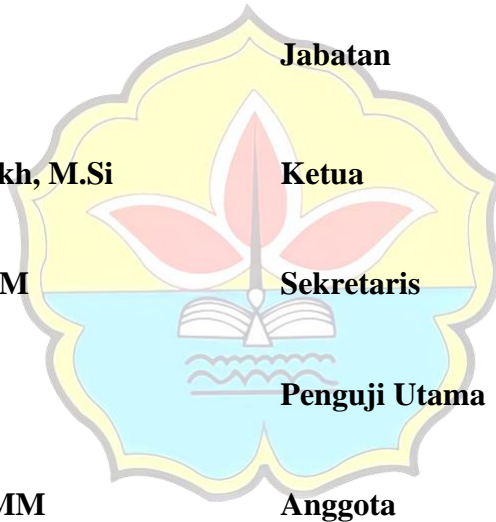 Jabatan
kh, M.Si Ketua
M Sekretaris
Penguji Utama
MM Anggota